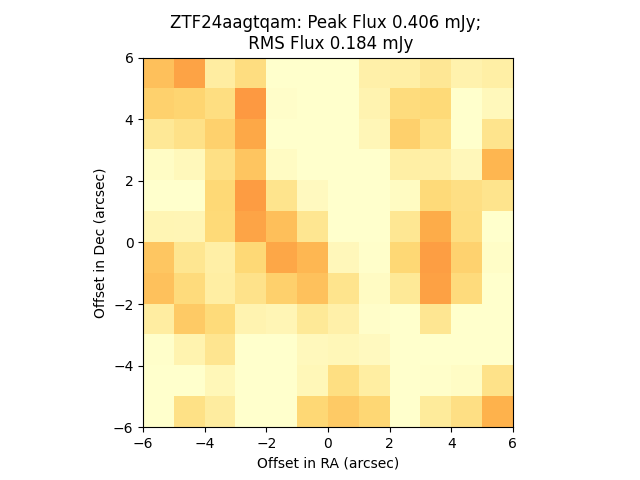 ZTF24aagtqam: Peak Flux 0.406 mJy;
RMS Flux 0.184 mJy
6
4
2
0
−2
−4
−6
Offset in Dec (arcsec)
−6 −4 −2 0 2 4 6
Offset in RA (arcsec)